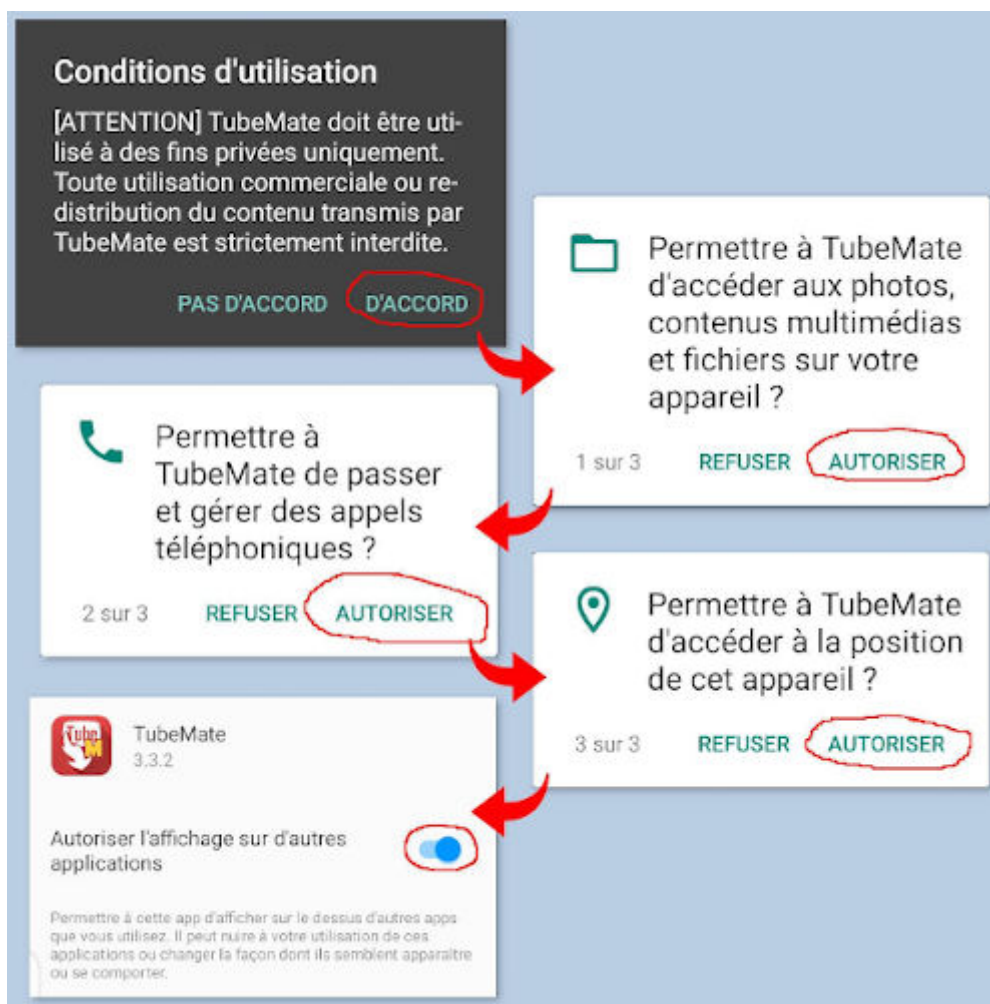 Conditions d'utilisation
[ATTENTION] TubeMate doit être uti-
lisé à des fins privées uniquement.
Toute utilisation commerciale ou re-
distribution du contenu transmis par
TubeMate est strictement interdite.
PAS D'ACCORD D'ACCORD
Permettre à TubeMate
d'accéder aux photos,
contenus multimédias
et fichiers sur votre
appareil ?
1 sur 3 REFUSER AUTORISER
Permettre à
TubeMate de passer
et gérer des appels
téléphoniques ?
2 sur 3 REFUSER AUTORISER
Permettre à TubeMate
d'accéder à la position
de cet appareil ?
3 sur 3 REFUSER AUTORISER
Tube
M
TubeMate
3.3.2
Autoriser l'affichage sur d'autres
applications
Permettre à cette app d'afficher sur le dessus d'autres apps
que vous utilisez. Il peut nuire à votre utilisation de ces
applications ou changer la façon dont ils semblent apparaître
ou se comporter.